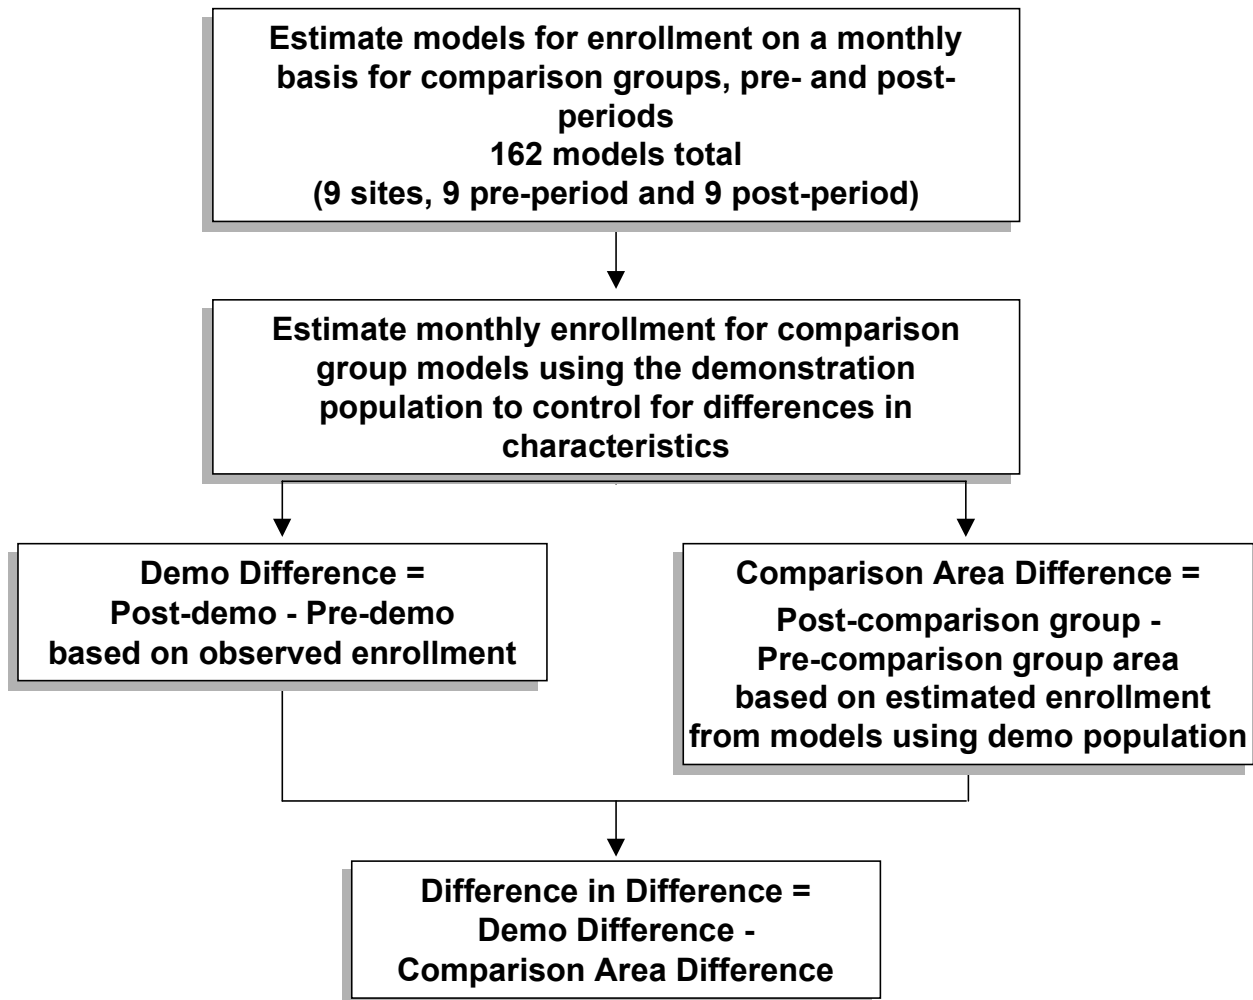 Estimate models for enrollment on a monthly
basis for comparison groups, pre- and post-
periods
162 models total
(9 sites, 9 pre-period and 9 post-period)
Estimate monthly enrollment for comparison
group models using the demonstration
population to control for differences in
characteristics
Demo Difference =
Post-demo - Pre-demo
based on observed enrollment
Comparison Area Difference =
Post-comparison group -
Pre-comparison group area
based on estimated enrollment
from models using demo population
Difference in Difference =
Demo Difference -
Comparison Area Difference